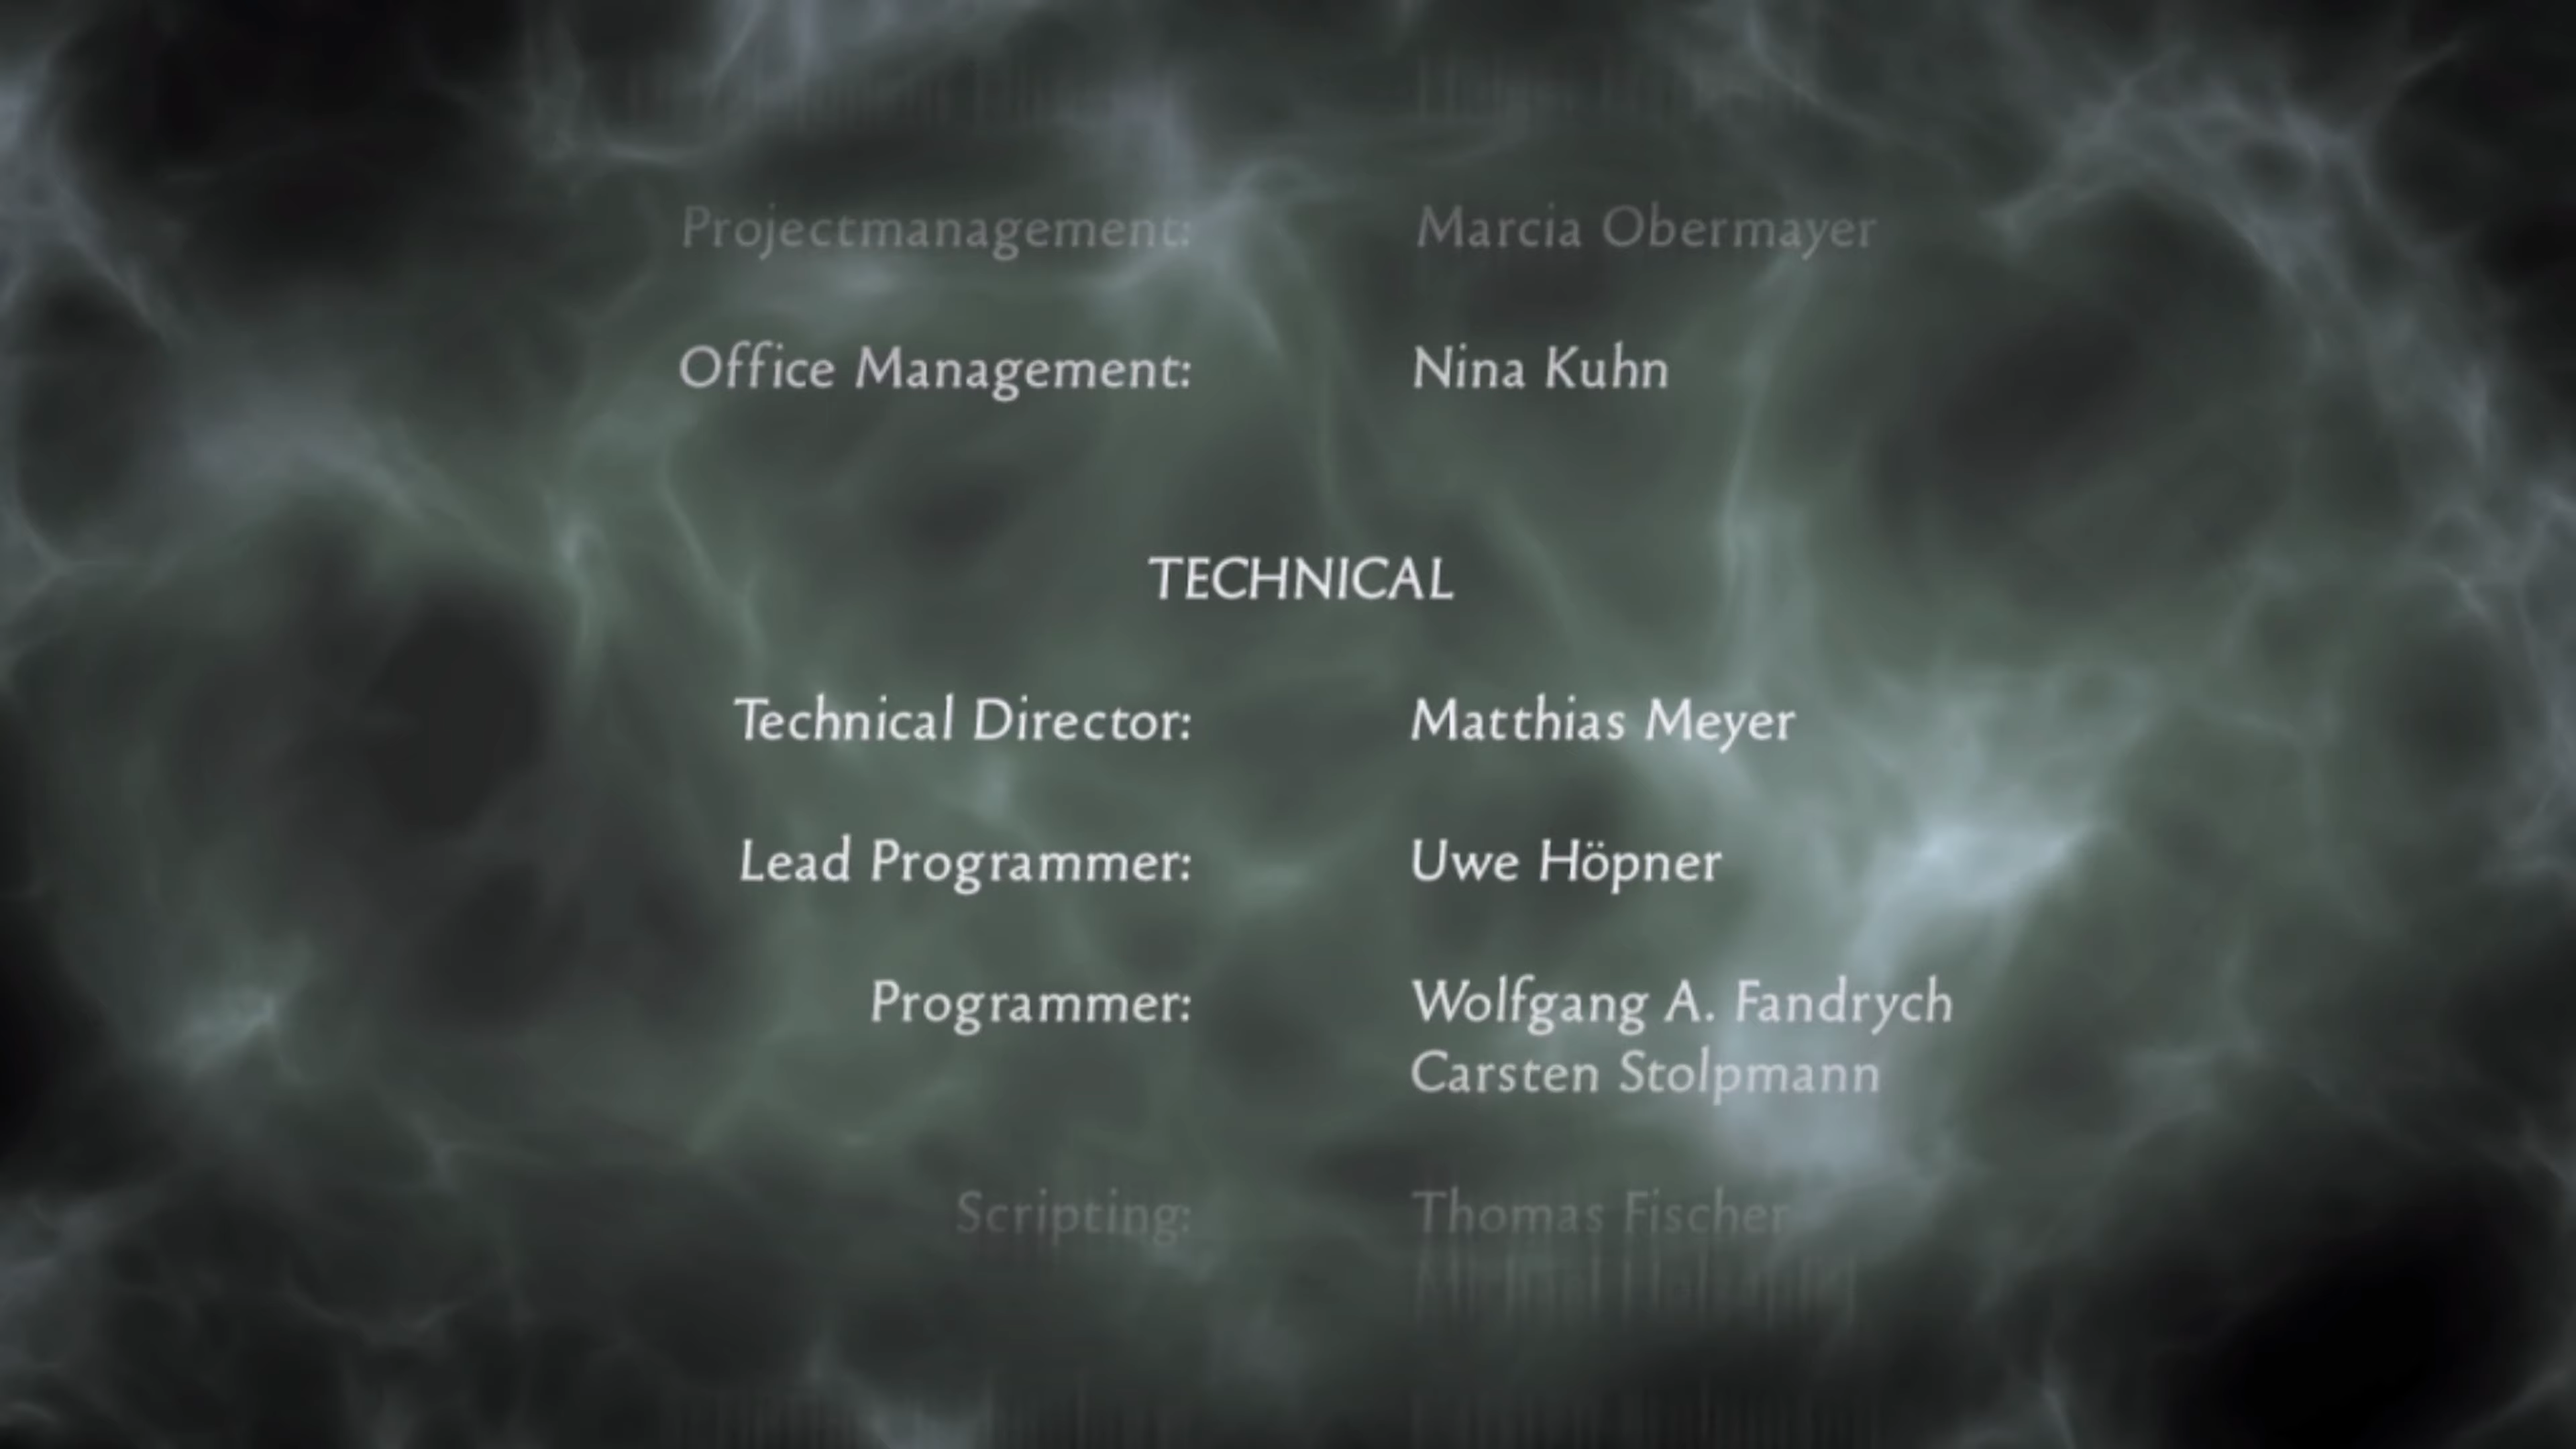 Projectmanagement: Marcia Obermayer
Office Management: Nina Kuhn
TECHNICAL
Technical Director: Matthias Meyer
Lead Programmer: Uwe Höpner
Programmer: Wolfgang A. Fandrych
Carsten Stolpmann
Scripting: Thomas Fischer